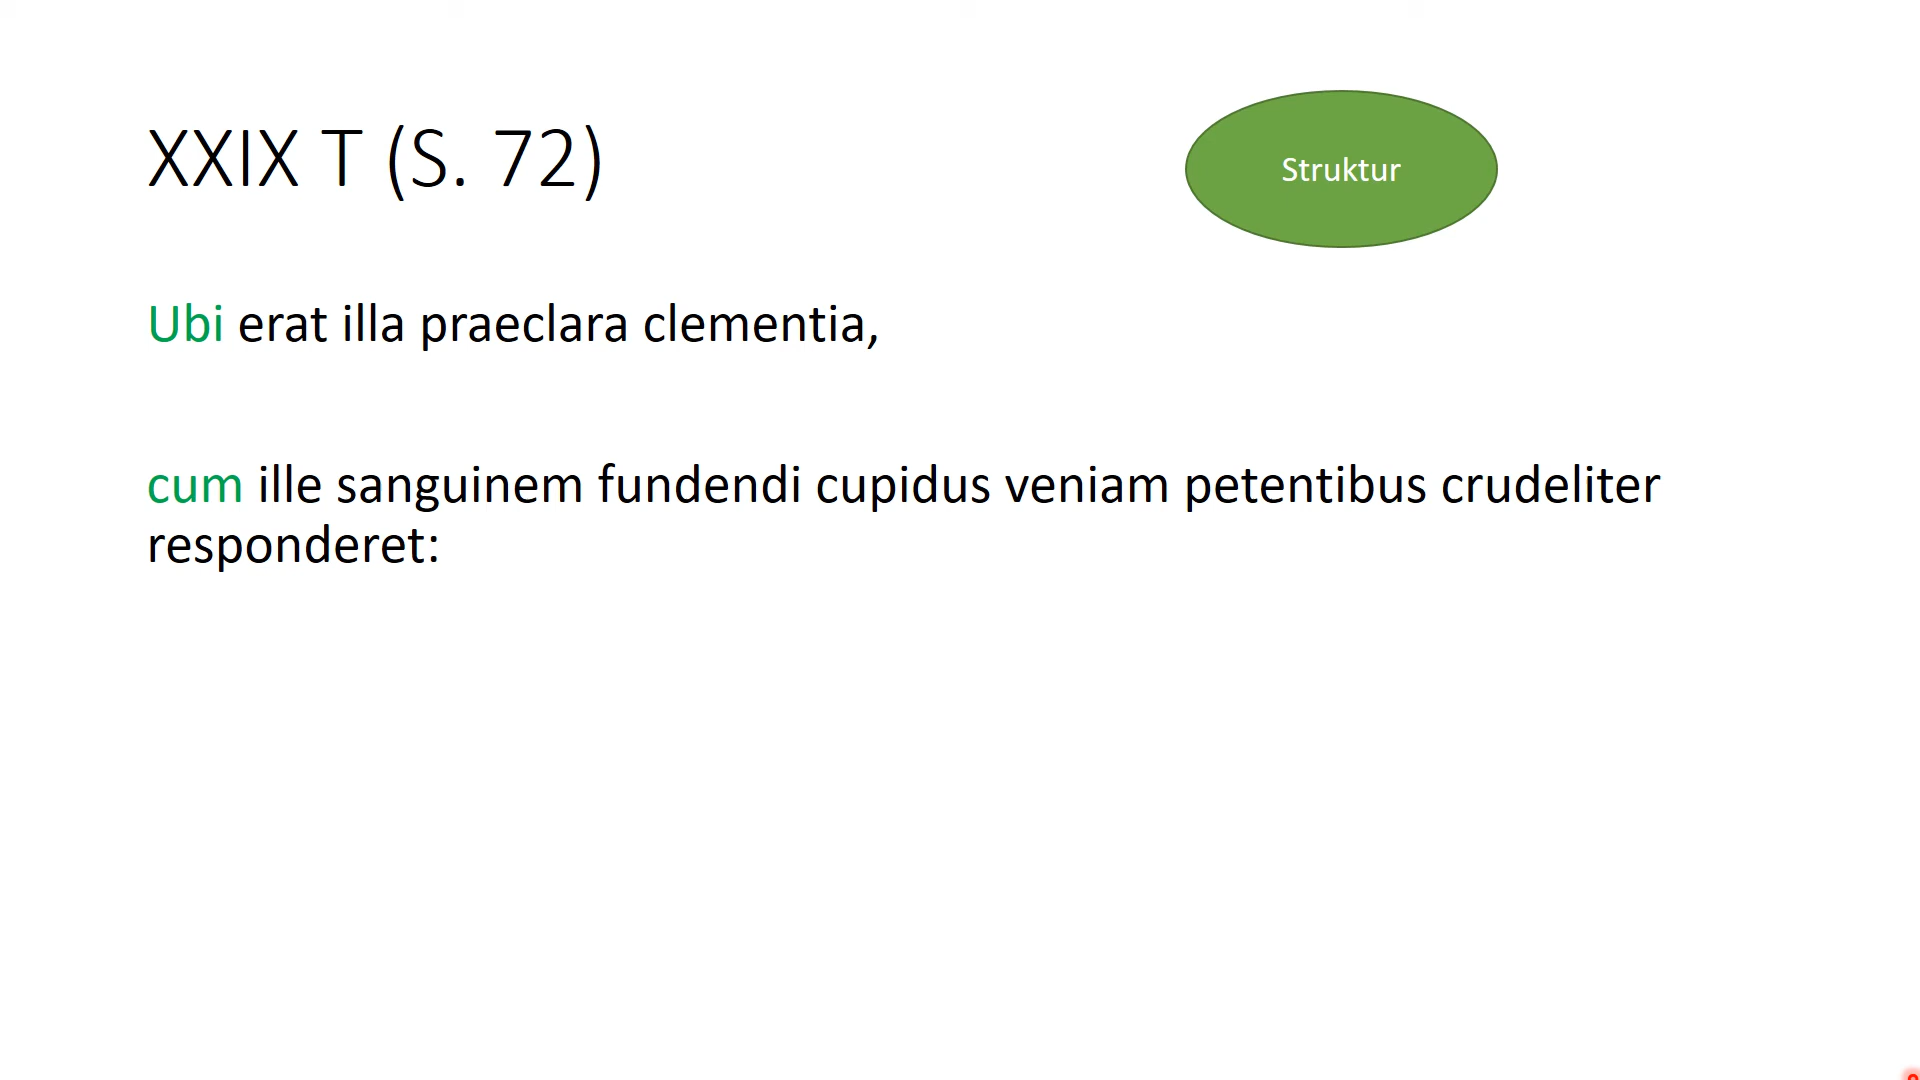 XXIX T (S. 72)
Struktur
Ubi erat illa praeclara clementia,
cum ille sanguinem fundendi cupidus veniam petentibus crudeliter
responderet: